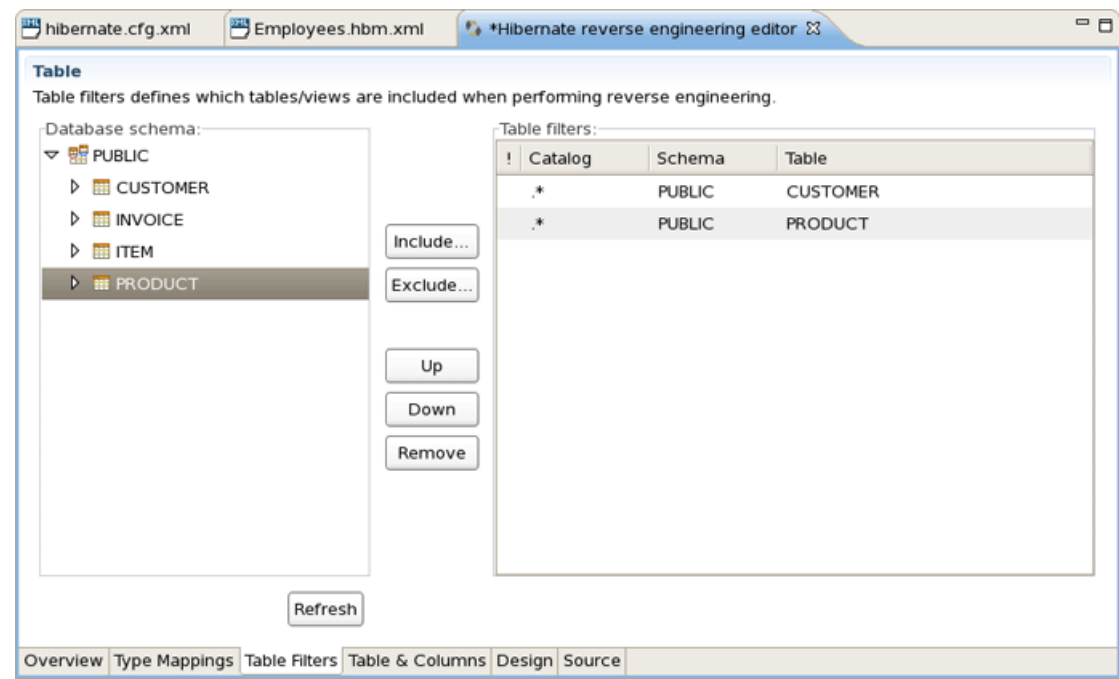 hibernate.cfg.xml Employees.hbm.xml *Hibernate reverse engineering editor
Table
Table filters defines which tables/views are included when performing reverse engineering.
Database schema:
PUBLIC
CUSTOMER
INVOICE
ITEM
PRODUCT
Include...
Exclude...
Up
Down
Remove
Table filters:
! Catalog Schema Table
.* PUBLIC CUSTOMER
.* PUBLIC PRODUCT
Refresh
Overview Type Mappings Table Filters Table & Columns Design Source